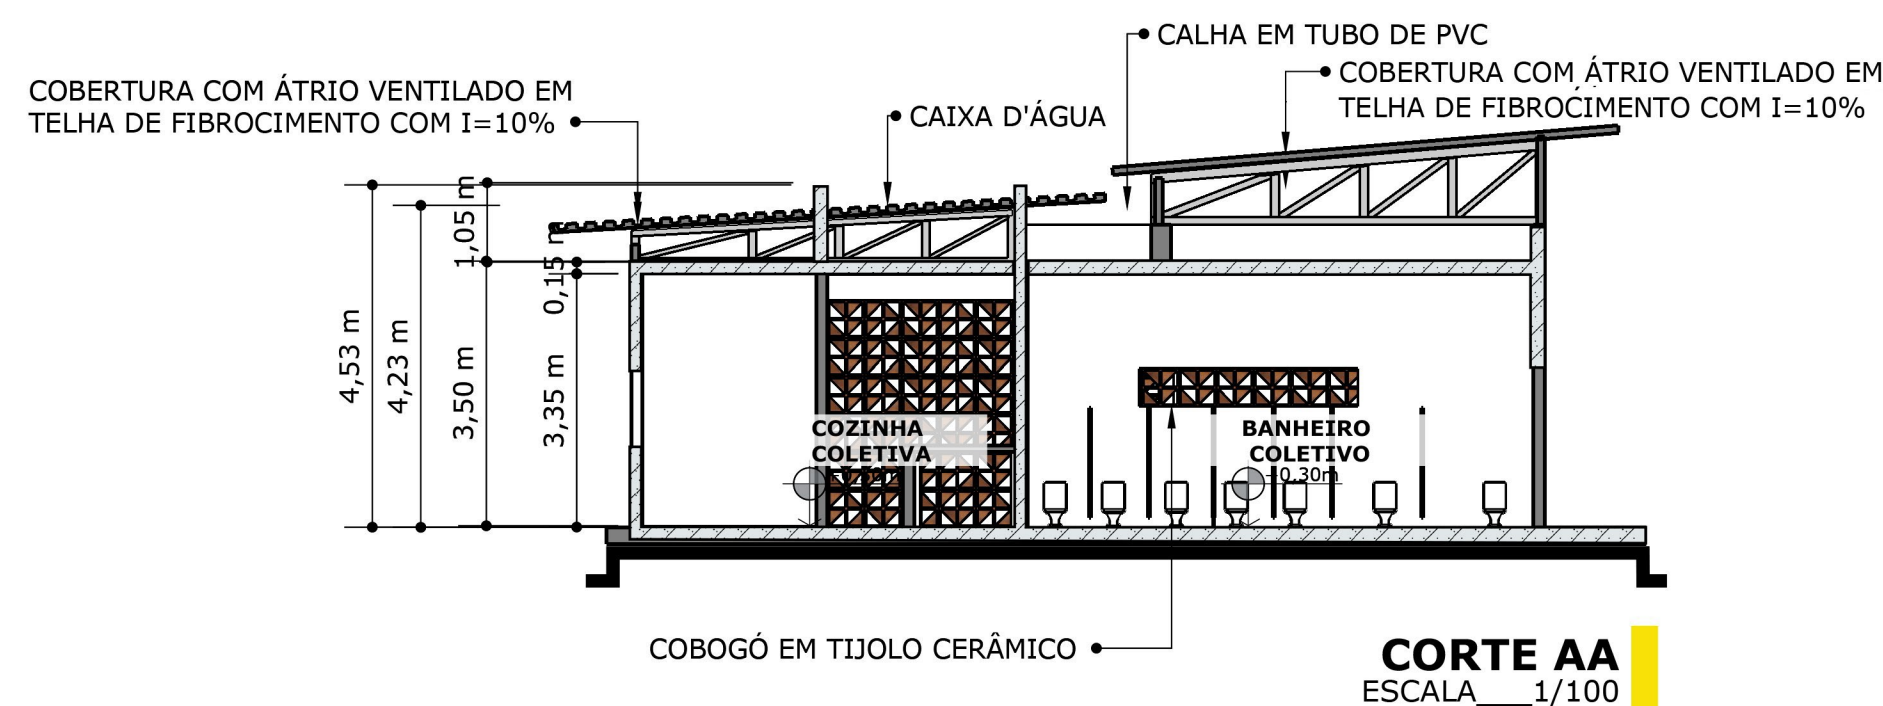 CALHA EM TUBO DE PVC
COBERTURA COM ÁTRIO VENTILADO EM
TELHA DE FIBROCIMENTO COM I=10%
COBERTURA COM ÁTRIO VENTILADO EM
TELHA DE FIBROCIMENTO COM I=10%
CAIXA D'ÁGUA
1,05 m
0,15
4,53 m
4,23 m
3,50 m
3,35 m
COZINHA
COLETIVA
BANHEIRO
COLETIVO
+0,30m
COBOGÓ EM TIJOLO CERÂMICO
CORTE AA
ESCALA___1/100